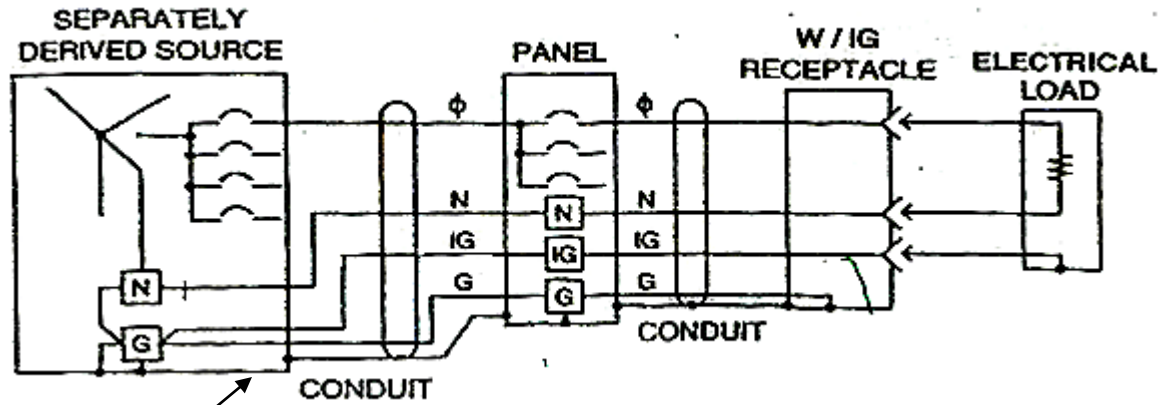 SEPARATELY
DERIVED SOURCE
PANEL
W / IG
RECEPTACLE
ELECTRICAL
LOAD
ϕ
ϕ
N
N
N
IG
IG
IG
G
G
G
N
G
CONDUIT
CONDUIT